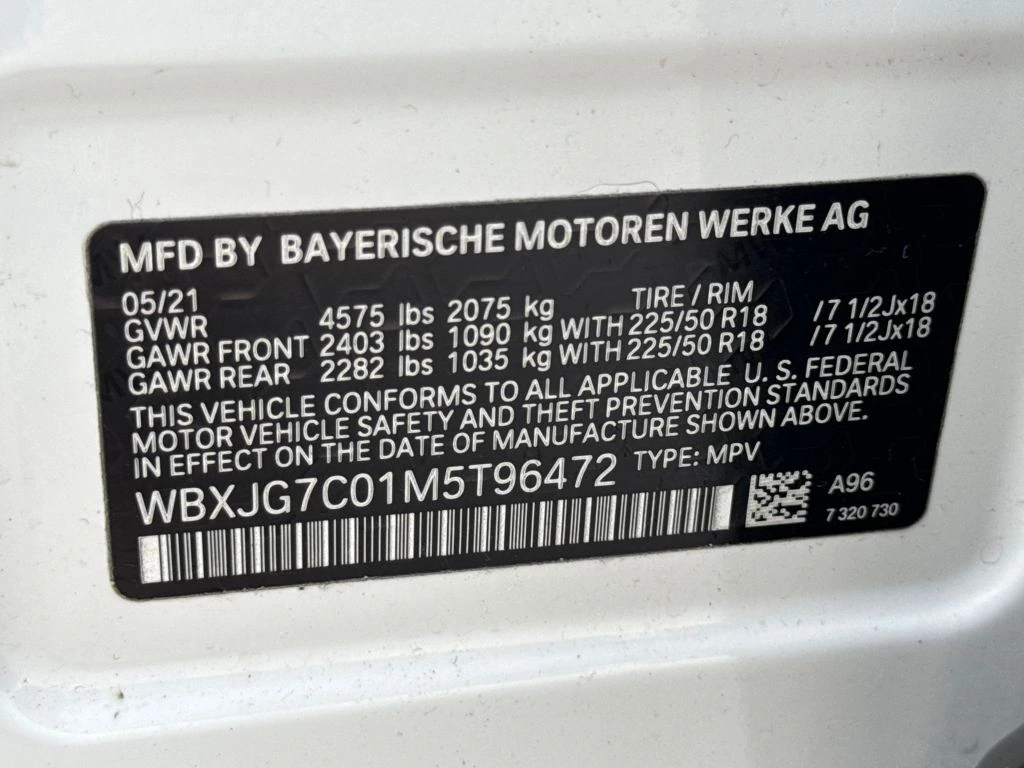 MFD BY BAYERISCHE MOTOREN WERKE AG
05/21 TIRE / RIM
GVWR 4575 lbs 2075 kg
GAWR FRONT 2403 lbs 1090 kg WITH 225/50 R18 /7 1/2Jx18
GAWR REAR 2282 lbs 1035 kg WITH 225/50 R18 /7 1/2Jx18
THIS VEHICLE CONFORMS TO ALL APPLICABLE U. S. FEDERAL
MOTOR VEHICLE SAFETY AND THEFT PREVENTION STANDARDS
IN EFFECT ON THE DATE OF MANUFACTURE SHOWN ABOVE.
WBXJG7C01M5T96472 TYPE: MPV
A96
7 320 730